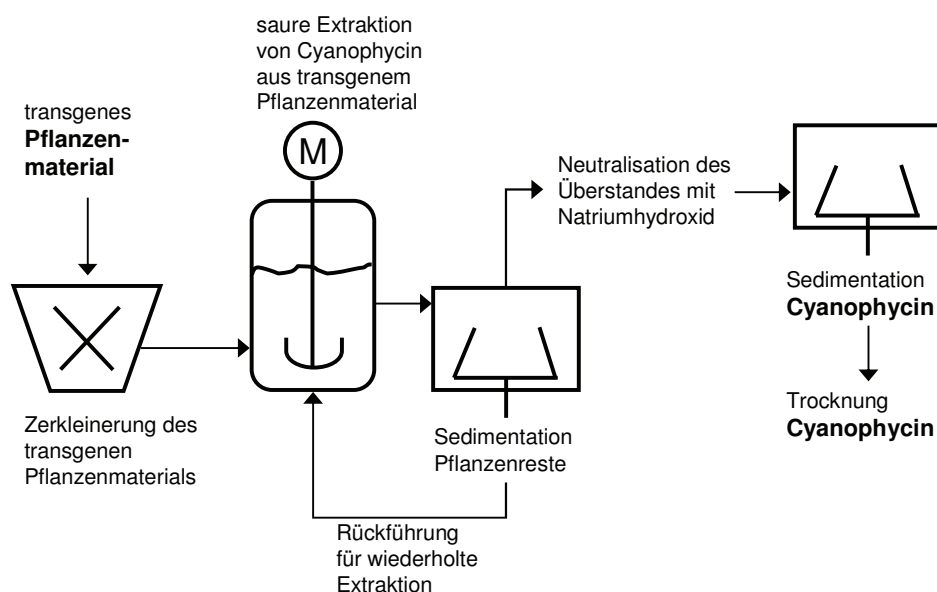 saure Extraktion
von Cyanophycin
aus transgenem
Pflanzenmaterial
transgenes
Pflanzen-
material
M
Neutralisation des
Überstandes mit
Natriumhydroxid
Sedimentation
Cyanophycin
Trocknung
Cyanophycin
Zerkleinerung des
transgenen
Pflanzenmaterials
Sedimentation
Pflanzenreste
Rückführung
für wiederholte
Extraktion